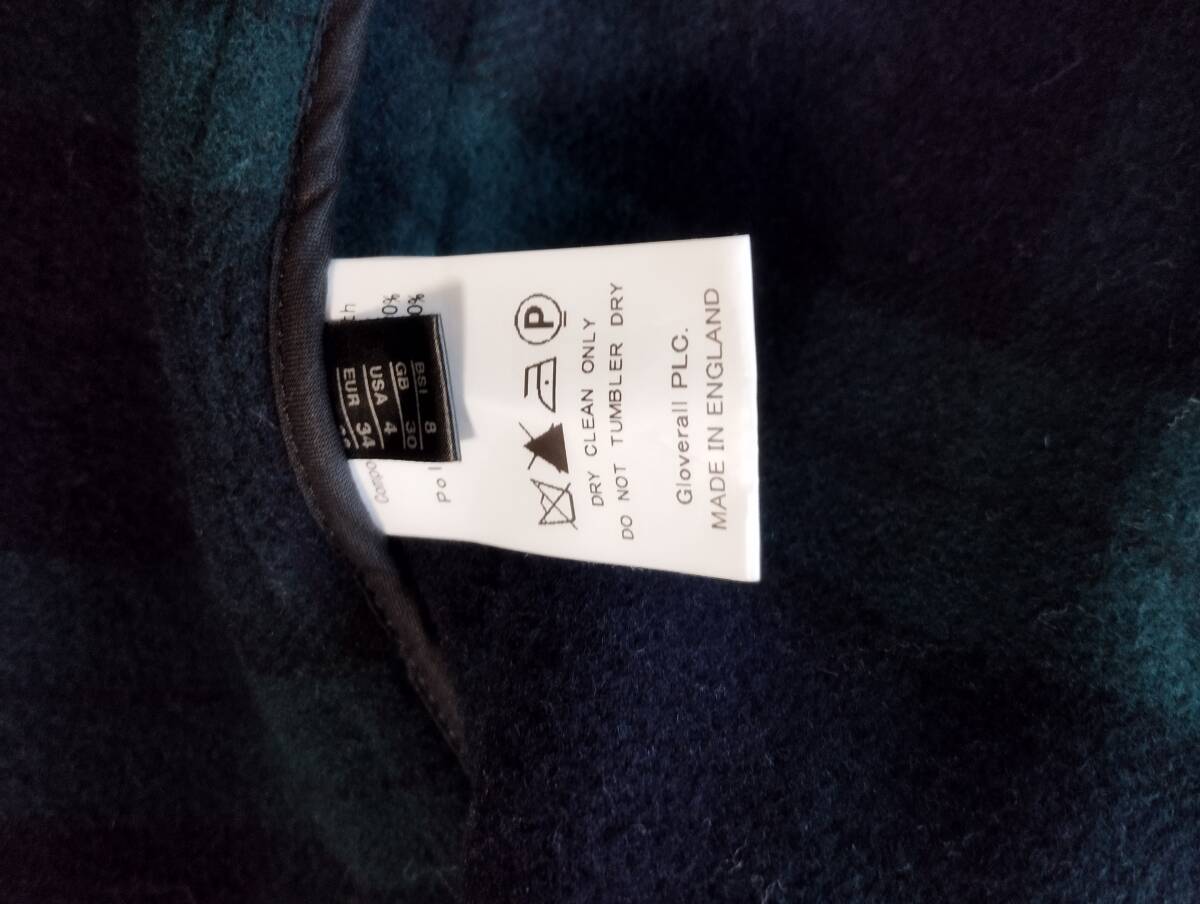 BSI 8
GB 30
USA 4
EUR 34
P
DRY CLEAN ONLY
DO NOT TUMBLER DRY
Gloverall PLC.
MADE IN ENGLAND